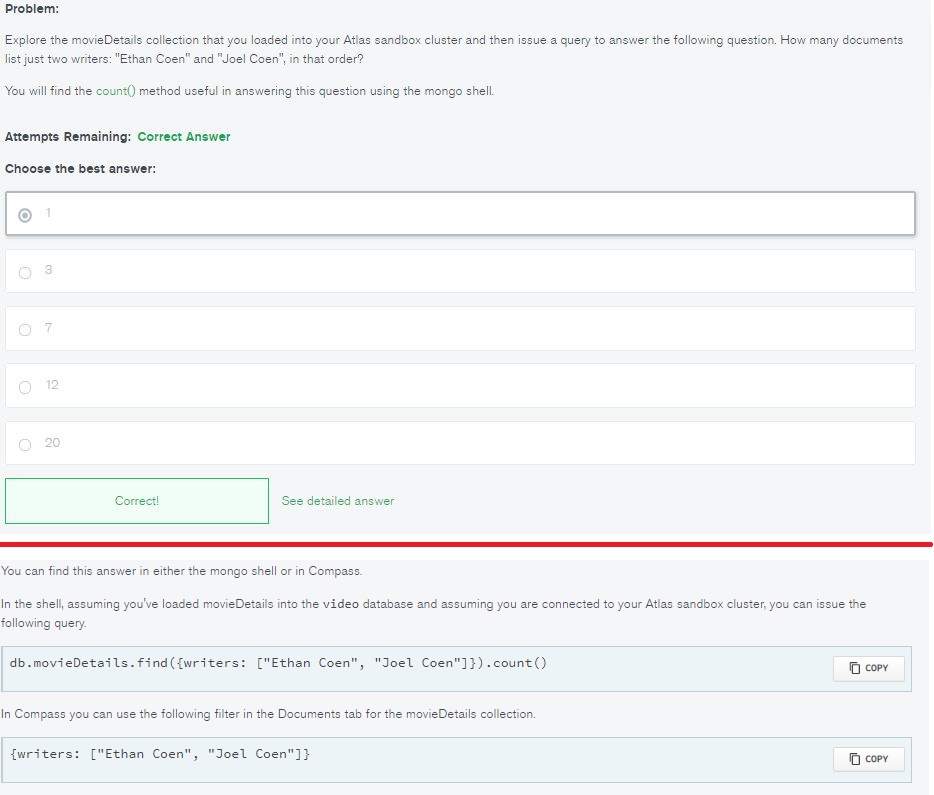 Problem:
Explore the movieDetails collection that you loaded into your Atlas sandbox cluster and then issue a query to answer the following question. How many documents
list just two writers: "Ethan Coen" and "Joel Coen", in that order?
You will find the count() method useful in answering this question using the mongo shell.
Attempts Remaining: Correct Answer
Choose the best answer:
1
3
7
12
20
Correct! See detailed answer
You can find this answer in either the mongo shell or in Compass.
In the shell, assuming you've loaded movieDetails into the video database and assuming you are connected to your Atlas sandbox cluster, you can issue the
following query.
db.movieDetails.find({writers: ["Ethan Coen", "Joel Coen"]}).count() COPY
In Compass you can use the following filter in the Documents tab for the movieDetails collection.
{writers: ["Ethan Coen", "Joel Coen"]} COPY